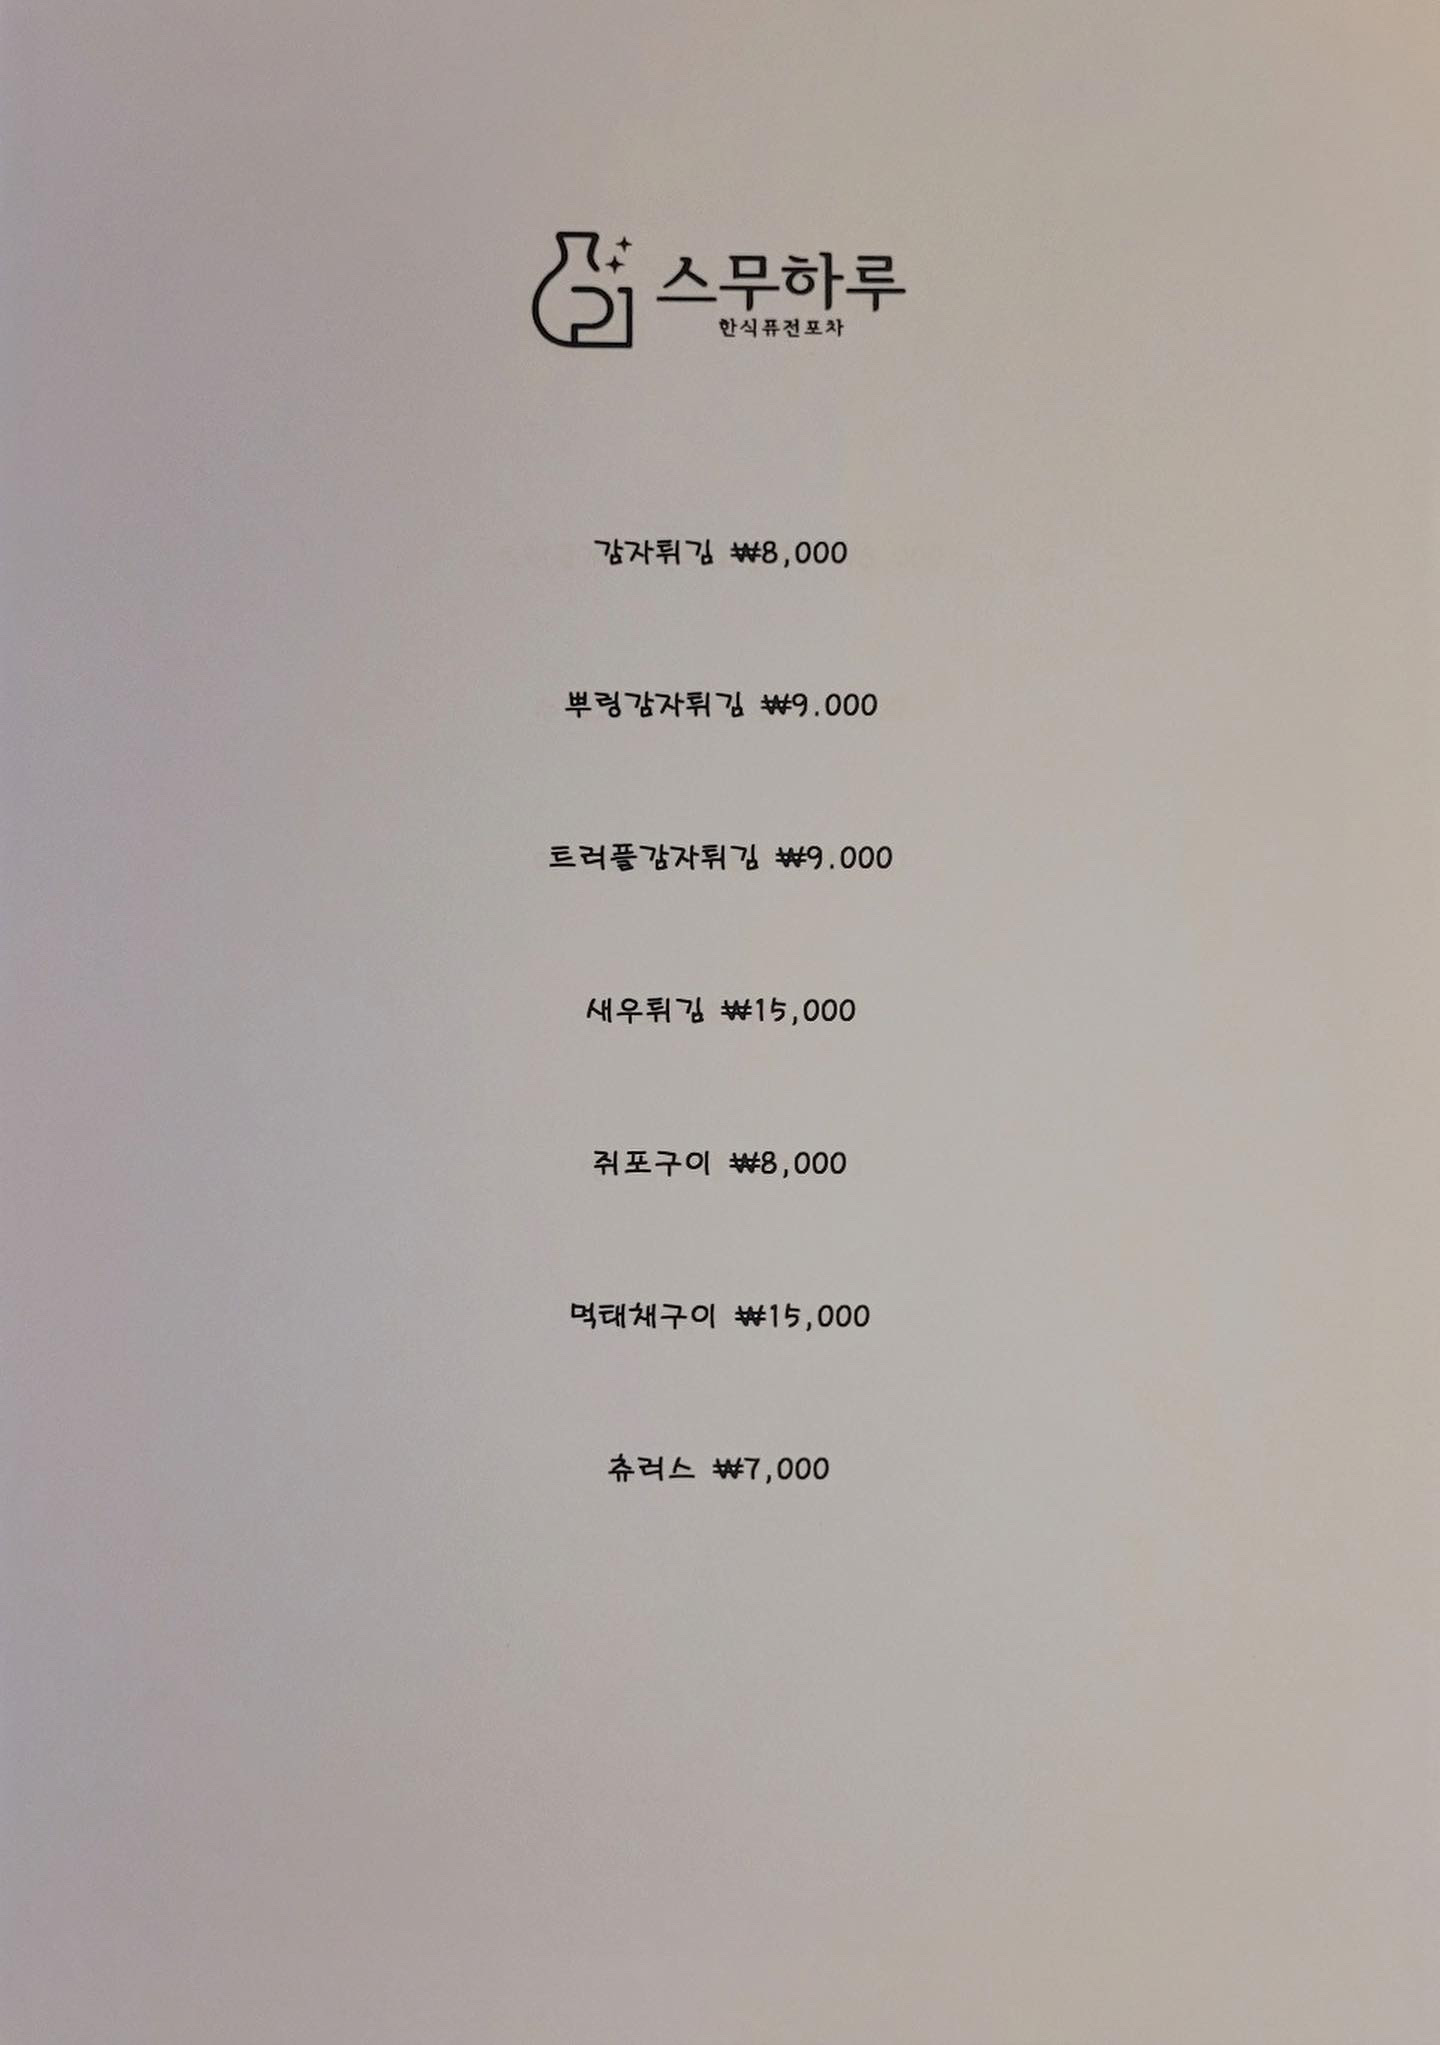 스무하루
한식퓨전포차
감자튀김 ₩8,000
뿌링감자튀김 ₩9.000
트러플감자튀김 ₩9.000
새우튀김 ₩15,000
쥐포구이 ₩8,000
먹태채구이 ₩15,000
츄러스 ₩7,000